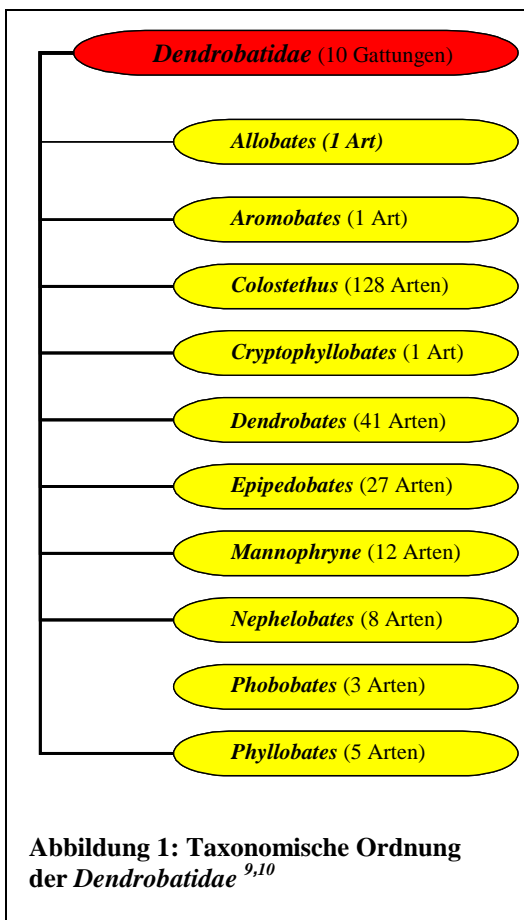 Dendrobatidae (10 Gattungen)
Allobates (1 Art)
Aromobates (1 Art)
Colostethus (128 Arten)
Cryptophyllobates (1 Art)
Dendrobates (41 Arten)
Epipedobates (27 Arten)
Mannophryne (12 Arten)
Nephelobates (8 Arten)
Phobobates (3 Arten)
Phyllobates (5 Arten)
Abbildung 1: Taxonomische Ordnung
der Dendrobatidae 9,10